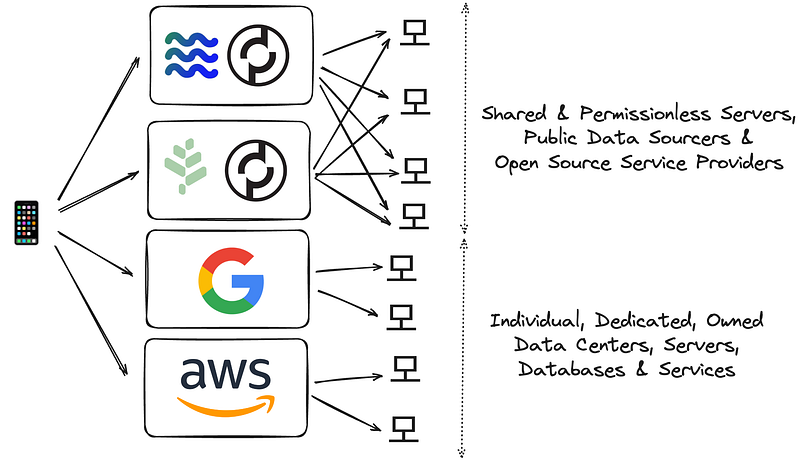 Shared & Permissionless Servers,
Public Data Sourcers &
Open Source Service Providers
aws
Individual, Dedicated, Owned
Data Centers, Servers,
Databases & Services